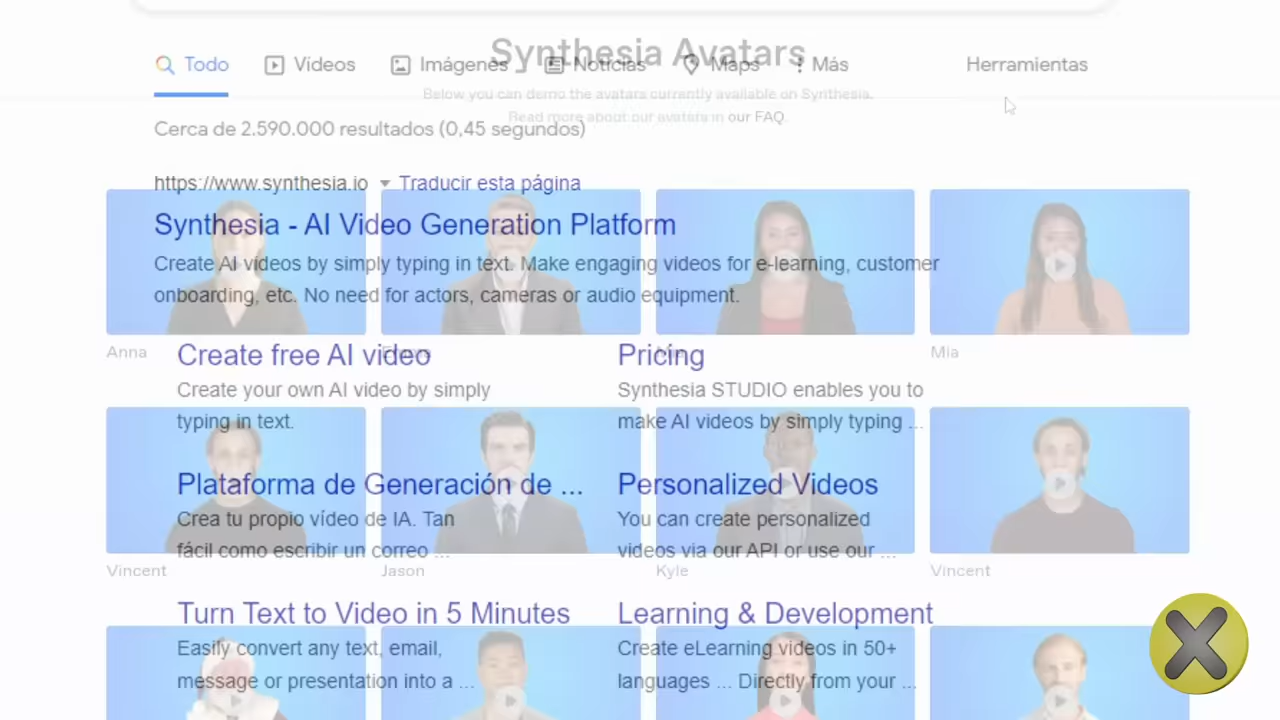 Synthesia Avatars
Todo
Vídeos
Imágenes
Noticias
Maps
Más
Herramientas
Below you can demo the avatars currently available on Synthesia.
Read more about our avatars in our FAQ.
Cerca de 2.590.000 resultados (0,45 segundos)
https://www.synthesia.io
Traducir esta página
Synthesia - AI Video Generation Platform
Create AI videos by simply typing in text. Make engaging videos for e-learning, customer
onboarding, etc. No need for actors, cameras or audio equipment.
Anna
Mia
Create free AI video
Pricing
Create your own AI video by simply
typing in text.
Synthesia STUDIO enables you to
make AI videos by simply typing ...
Plataforma de Generación de ...
Personalized Videos
Crea tu propio vídeo de IA. Tan
fácil como escribir un correo ...
You can create personalized
videos via our API or use our ...
Vincent
Jason
Kyle
Vincent
Turn Text to Video in 5 Minutes
Learning & Development
Easily convert any text, email,
message or presentation into a ...
Create eLearning videos in 50+
languages ... Directly from your ...